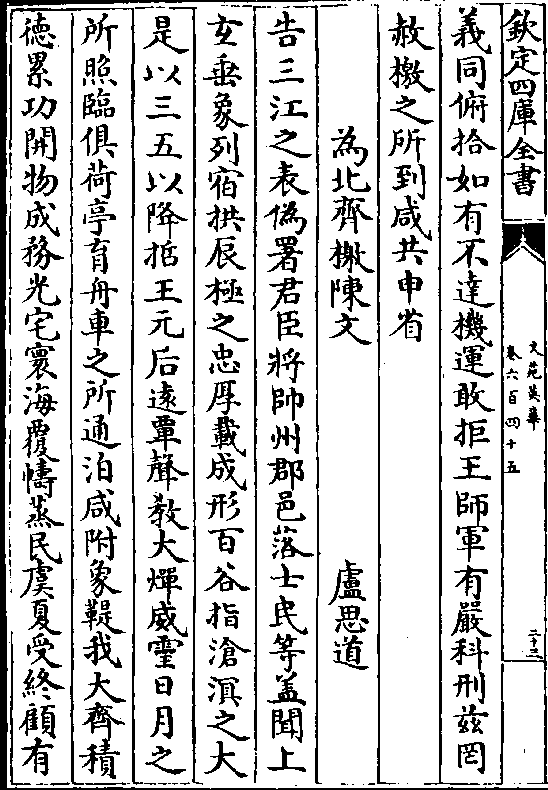 欽定四庫全書
文苑英華
卷六百四十五
二十三
義同俯拾如有不達機運敢拒王師軍有嚴科刑兹罔
赦檄之所到咸共申省
為北齊檄陳文
盧思道
告三江之表偽署君臣將帥州郡邑落士民等盖聞上
玄垂象列宿拱辰極之忠厚載成形百谷指滄溟之大
是以三五以降哲王元后遠覃聲教大煇威靈日月之
所照臨俱荷亭育舟車之所通泊咸附象鞮我大齊積
徳累功開物成務光宅寰海覆幬蒸民虞夏受終顧有